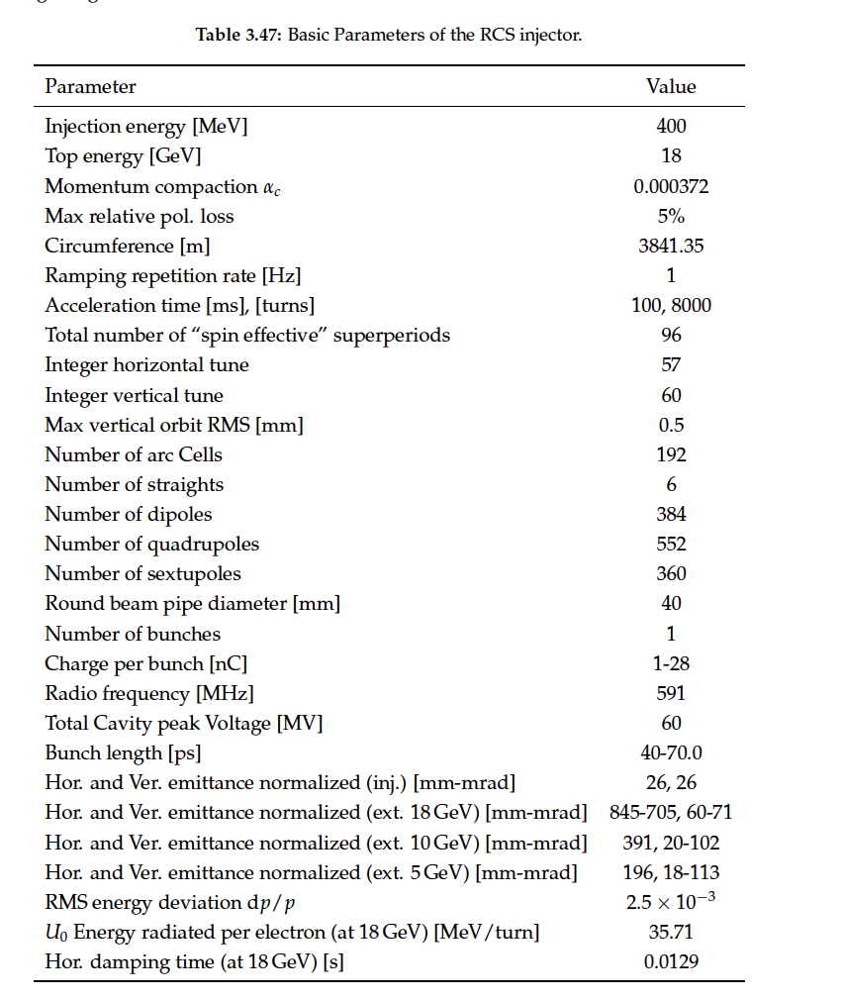 Table 3.47: Basic Parameters of the RCS injector.
Parameter Value
Injection energy [MeV] 400
Top energy [GeV] 18
Momentum compaction αc 0.000372
Max relative pol. loss 5%
Circumference [m] 3841.35
Ramping repetition rate [Hz] 1
Acceleration time [ms], [turns] 100, 8000
Total number of “spin effective” superperiods 96
Integer horizontal tune 57
Integer vertical tune 60
Max vertical orbit RMS [mm] 0.5
Number of arc Cells 192
Number of straights 6
Number of dipoles 384
Number of quadrupoles 552
Number of sextupoles 360
Round beam pipe diameter [mm] 40
Number of bunches 1
Charge per bunch [nC] 1-28
Radio frequency [MHz] 591
Total Cavity peak Voltage [MV] 60
Bunch length [ps] 40-70.0
Hor. and Ver. emittance normalized (inj.) [mm-mrad] 26, 26
Hor. and Ver. emittance normalized (ext. 18 GeV) [mm-mrad] 845-705, 60-71
Hor. and Ver. emittance normalized (ext. 10 GeV) [mm-mrad] 391, 20-102
Hor. and Ver. emittance normalized (ext. 5 GeV) [mm-mrad] 196, 18-113
RMS energy deviation dp/p 2.5 × 10⁻³
U₀ Energy radiated per electron (at 18 GeV) [MeV/turn] 35.71
Hor. damping time (at 18 GeV) [s] 0.0129